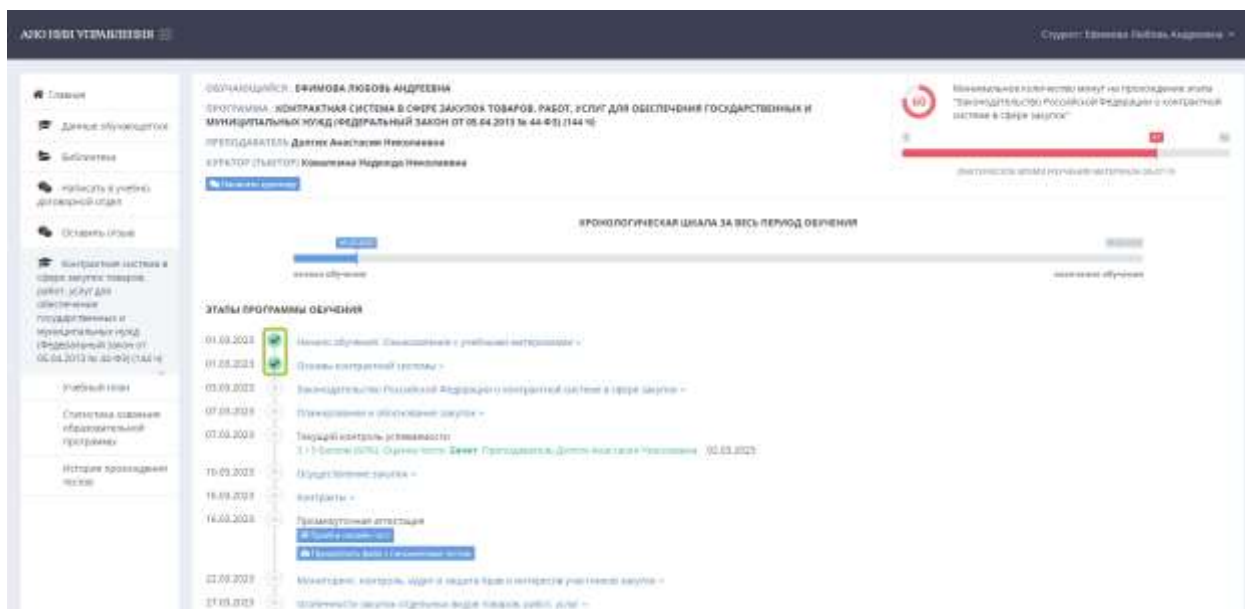 АНО НИИ УПРАВЛЕНИЯ
Студент: Ефимова Любовь Андреевна
Главная
Данные обучающегося
Библиотека
Написать в учебно-
договорной отдел
Оставить отзыв
Контрактная система в
сфере закупок товаров,
работ, услуг для
обеспечения
государственных и
муниципальных нужд
(Федеральный закон от
05.04.2013 № 44-ФЗ) (144 ч)
Учебный план
Статистика освоения
образовательной
программы
История прохождения
тестов
ОБУЧАЮЩИЙСЯ: ЕФИМОВА ЛЮБОВЬ АНДРЕЕВНА
ПРОГРАММА: КОНТРАКТНАЯ СИСТЕМА В СФЕРЕ ЗАКУПОК ТОВАРОВ, РАБОТ, УСЛУГ ДЛЯ ОБЕСПЕЧЕНИЯ ГОСУДАРСТВЕННЫХ И
МУНИЦИПАЛЬНЫХ НУЖД (ФЕДЕРАЛЬНЫЙ ЗАКОН ОТ 05.04.2013 № 44-ФЗ) (144 Ч)
ПРЕПОДАВАТЕЛЬ: Долгих Анастасия Николаевна
КУРАТОР (ТЬЮТОР): Николаевна
60
Минимальное количество минут на прохождение этапа
"Законодательство Российской Федерации о контрактной
системе в сфере закупок"
ФАКТИЧЕСКОЕ ВРЕМЯ ИЗУЧЕНИЯ МАТЕРИАЛА
ХРОНОЛОГИЧЕСКАЯ ШКАЛА ЗА ВЕСЬ ПЕРИОД ОБУЧЕНИЯ
начало обучения
окончание обучения
ЭТАПЫ ПРОГРАММЫ ОБУЧЕНИЯ
01.03.2023 Начало обучения. Ознакомление с учебными материалами
01.03.2023 Основы контрактной системы
03.03.2023 Законодательство Российской Федерации о контрактной системе в сфере закупок
07.03.2023 Планирование и обоснование закупок
07.03.2023 Текущий контроль успеваемости
Оценка теста: Зачет Преподаватель: Долгих Анастасия Николаевна 02.03.2023
10.03.2023 Осуществление закупок
16.03.2023 Контракты
16.03.2023 Промежуточная аттестация
Пройти онлайн-тест
22.03.2023 Мониторинг, контроль, аудит и защита прав и интересов участников закупок
27.03.2023 Особенности закупок отдельных видов товаров, работ, услуг